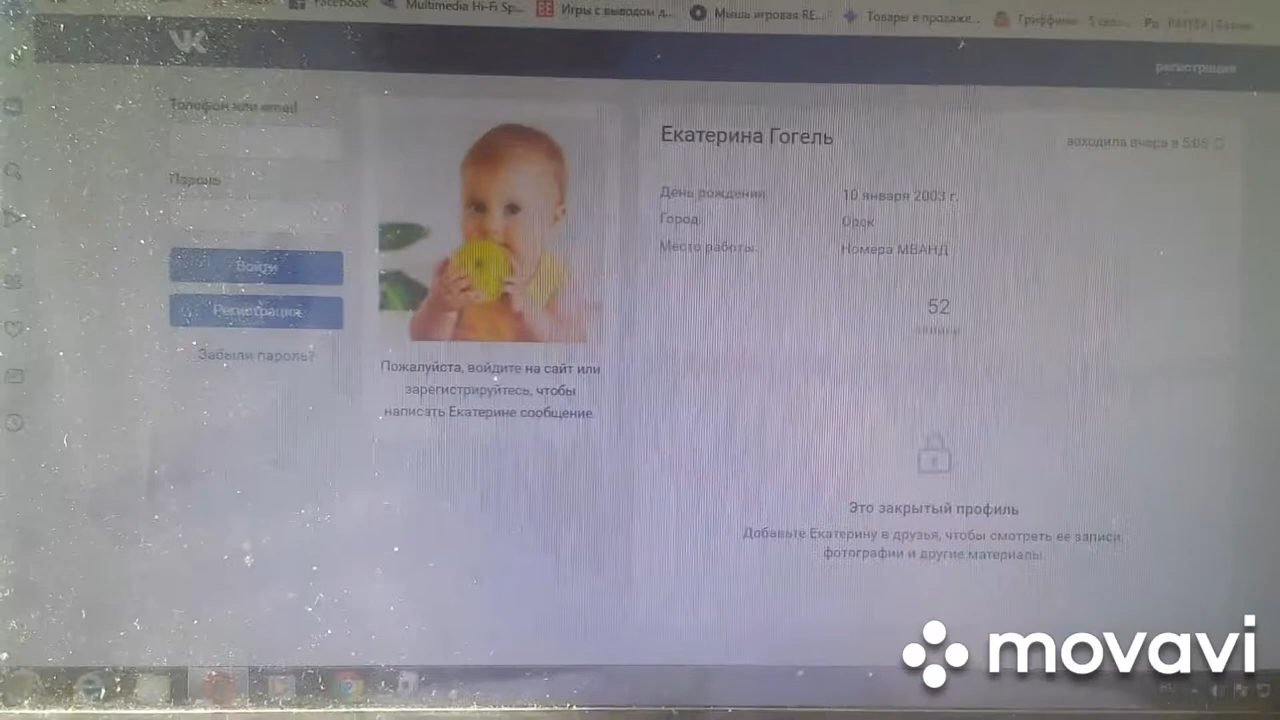 Facebook
Multimedia Hi-Fi Sp...
EE Игры с выводом д...
Мышь игровая RE...
Товары в продаже...
VK
регистрация
Телефон или email
Пароль
Войти
Регистрация
Забыли пароль?
Пожалуйста, войдите на сайт или
зарегистрируйтесь, чтобы
написать Екатерине сообщение
Екатерина Гогель
заходила вчера в 5:05
День рождения:
10 января 2003 г.
Город:
Орск
Место работы:
Номера МВАНД
52
записи
Это закрытый профиль
Добавьте Екатерину в друзья, чтобы смотреть её записи,
фотографии и другие материалы
movavi